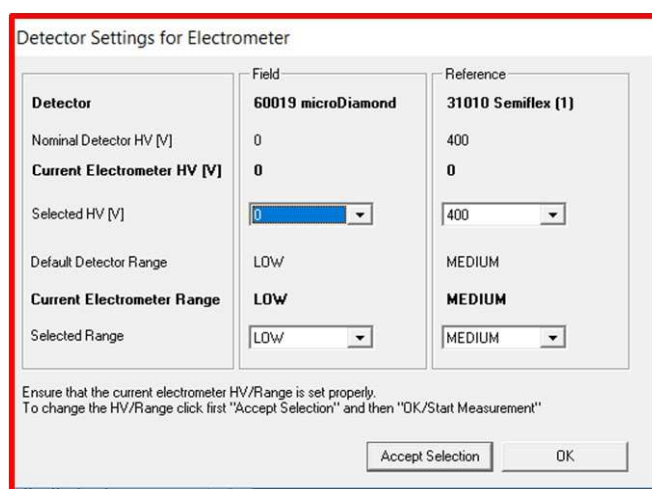 Detector Settings for Electrometer
Field Reference
Detector 60019 microDiamond 31010 Semiflex (1)
Nominal Detector HV [V] 0 400
Current Electrometer HV [V] 0 0
Selected HV [V] 0 400
Default Detector Range LOW MEDIUM
Current Electrometer Range LOW MEDIUM
Selected Range LOW MEDIUM
Ensure that the current electrometer HV/Range is set properly.
To change the HV/Range click first "Accept Selection" and then "OK/Start Measurement"
Accept Selection OK